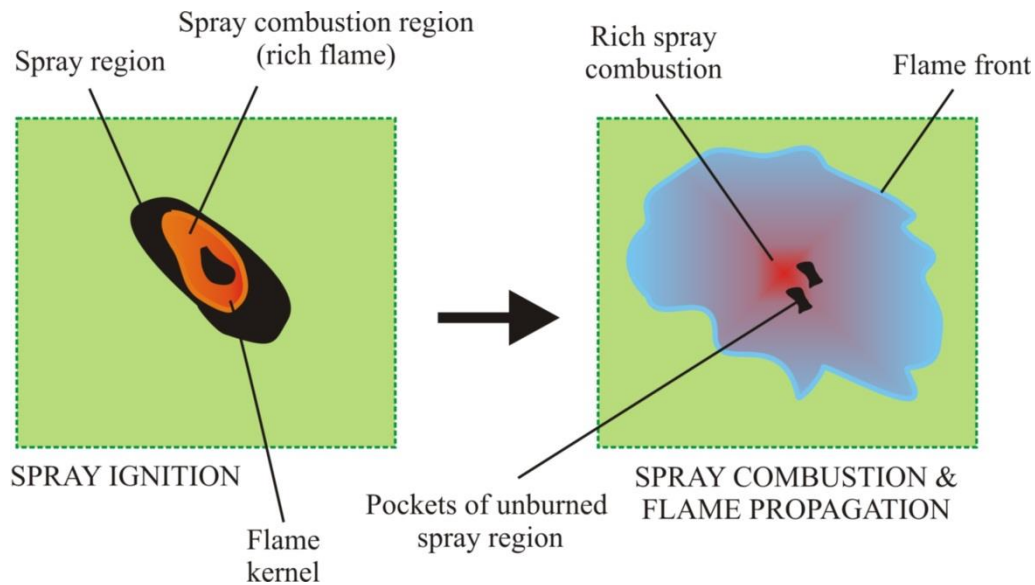 Spray region
Spray combustion region
(rich flame)
Rich spray
combustion
Flame front
SPRAY IGNITION
Flame
kernel
Pockets of unburned
spray region
SPRAY COMBUSTION &
FLAME PROPAGATION